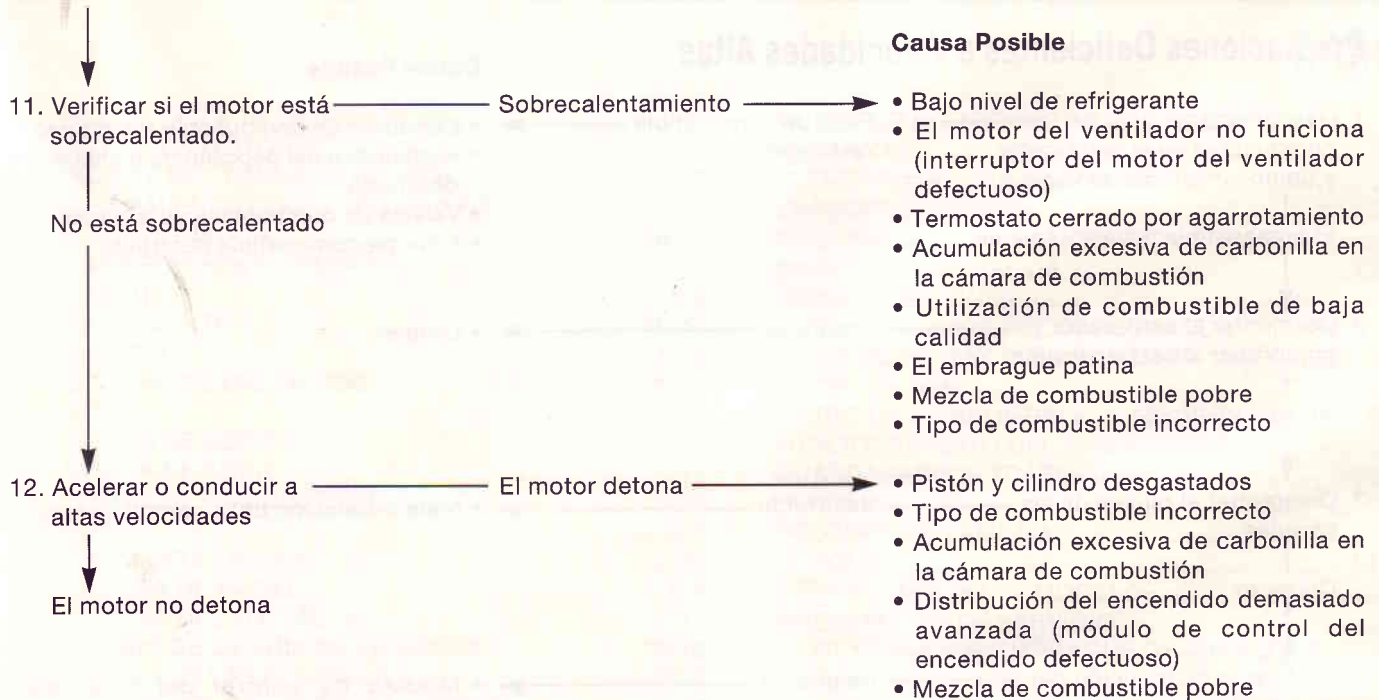 Causa Posible
11. Verificar si el motor está
sobrecalentado.
Sobrecalentamiento
• Bajo nivel de refrigerante
• El motor del ventilador no funciona
(interruptor del motor del ventilador
defectuoso)
• Termostato cerrado por agarrotamiento
• Acumulación excesiva de carbonilla en
la cámara de combustión
• Utilización de combustible de baja
calidad
• El embrague patina
• Mezcla de combustible pobre
• Tipo de combustible incorrecto
No está sobrecalentado
12. Acelerar o conducir a
altas velocidades
El motor detona
• Pistón y cilindro desgastados
• Tipo de combustible incorrecto
• Acumulación excesiva de carbonilla en
la cámara de combustión
• Distribución del encendido demasiado
avanzada (módulo de control del
encendido defectuoso)
• Mezcla de combustible pobre
El motor no detona